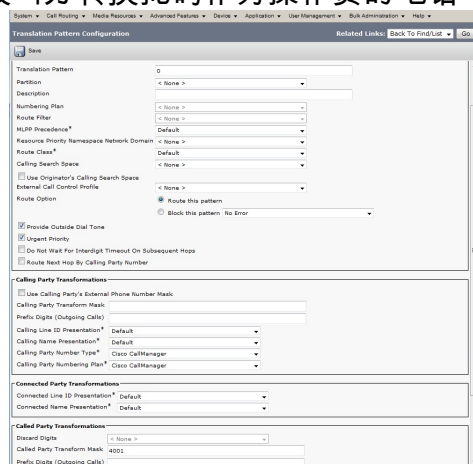 System Call Routing Media Resources Advanced Features Device Application User Management Bulk Administration Help
Translation Pattern Configuration Related Links: Back To Find/List Go
Save
Translation Pattern 0
Partition < None >
Description
Numbering Plan < None >
Route Filter < None >
MLPP Precedence* Default
Resource Priority Namespace Network Domain < None >
Route Class* Default
Calling Search Space < None >
Use Originator's Calling Search Space
External Call Control Profile < None >
Route Option Route this pattern
Block this pattern No Error
Provide Outside Dial Tone
Urgent Priority
Do Not Wait For Interdigit Timeout On Subsequent Hops
Route Next Hop By Calling Party Number
Calling Party Transformations
Use Calling Party's External Phone Number Mask
Calling Party Transform Mask
Prefix Digits (Outgoing Calls)
Calling Line ID Presentation* Default
Calling Name Presentation* Default
Calling Party Number Type* Cisco CallManager
Calling Party Numbering Plan* Cisco CallManager
Connected Party Transformations
Connected Line ID Presentation* Default
Connected Name Presentation* Default
Called Party Transformations
Discard Digits < None >
Called Party Transform Mask 4001
Prefix Digits (Outgoing Calls)